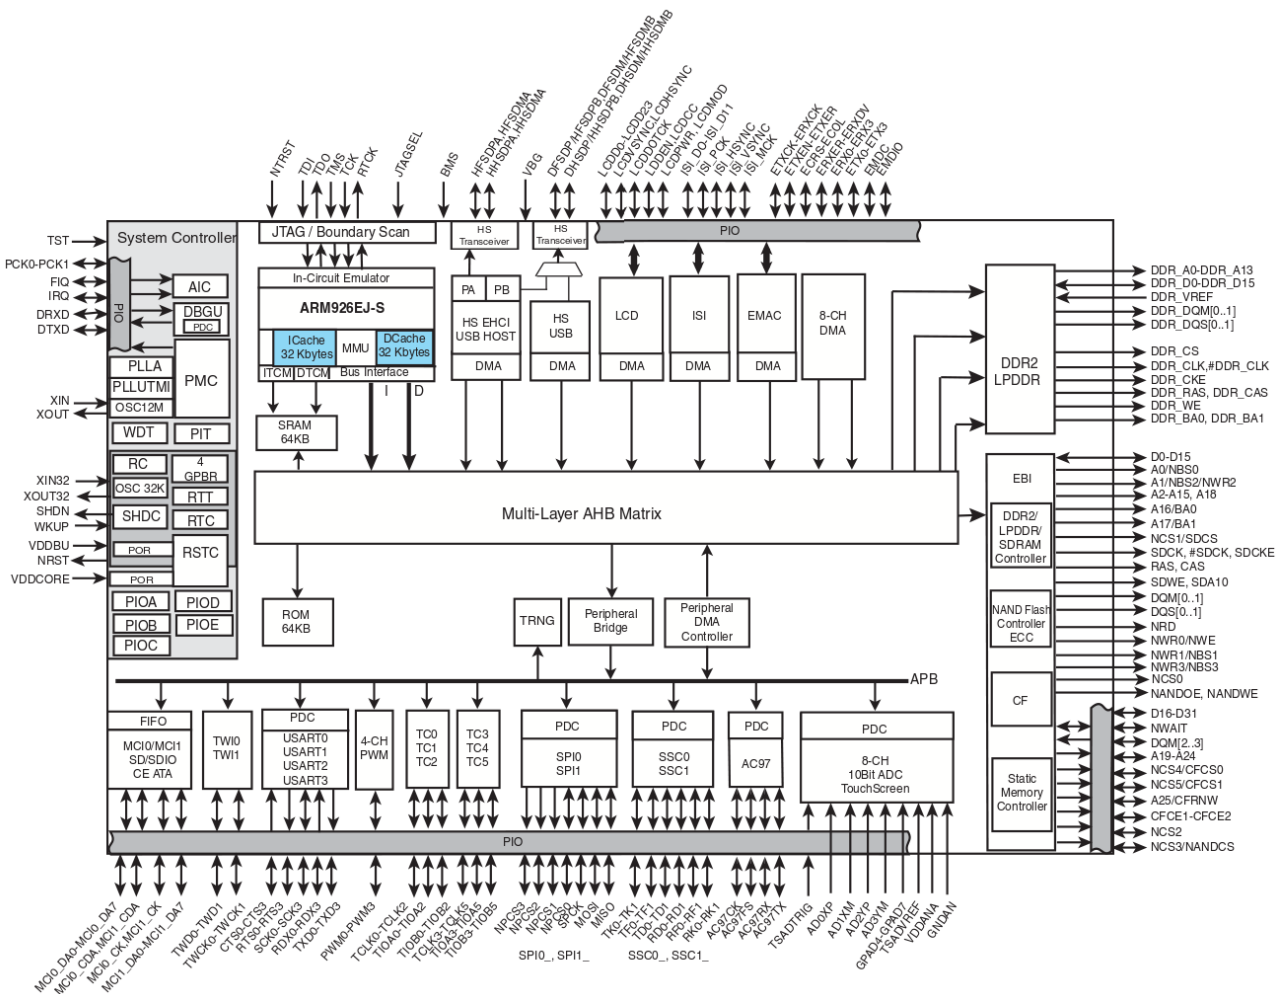 NTRST
TDI
TDO
TMS
TCK
RTCK
JTAGSEL
BMS
HFSDPA,HFSDMA
HHSDPA,HHSDMA
VBG
DFSDP/HFSDPB,DFSDM/HFSDMB
DHSDP/HHSDPB,DHSDM/HHSDMB
LCDD0-LCDD23
LCDVSYNC,LCDHSYNC
LCDDOTCK
LDDEN,LCDCC
LCDPWR, LCDMOD
ISI_DO-ISI_D11
ISI_PCK
ISI_HSYNC
ISI_VSYNC
ISI_MCK
ETXCK-ERXCK
ETXEN-ETXER
ECRS-ECOL
ERXER-ERXDV
ERX0-ERX3
ETX0-ETX3
EMDC
EMDIO
TST
PCK0-PCK1
FIQ
IRQ
DRXD
DTXD
XIN
XOUT
XIN32
XOUT32
SHDN
WKUP
VDDBU
NRST
VDDCORE
System Controller
PIO
AIC
DBGU
PDC
PMC
PLLA
PLLUTMI
OSC12M
WDT
PIT
RC
4
GPBR
OSC 32K
RTT
SHDC
RTC
POR
RSTC
POR
PIOA
PIOD
PIOB
PIOE
PIOC
JTAG / Boundary Scan
In-Circuit Emulator
ARM926EJ-S
ICache
32 Kbytes
MMU
DCache
32 Kbytes
ITCM
DTCM
Bus Interface
I
D
SRAM
64KB
HS
Transceiver
HS
Transceiver
PIO
PA
PB
HS EHCI
USB HOST
DMA
HS
USB
DMA
LCD
DMA
ISI
DMA
EMAC
DMA
8-CH
DMA
DDR2
LPDDR
Multi-Layer AHB Matrix
ROM
64KB
TRNG
Peripheral
Bridge
Peripheral
DMA
Controller
APB
EBI
DDR2/
LPDDR/
SDRAM
Controller
NAND Flash
Controller
ECC
CF
Static
Memory
Controller
DDR_A0-DDR_A13
DDR_D0-DDR_D15
DDR_VREF
DDR_DQM[0..1]
DDR_DQS[0..1]
DDR_CS
DDR_CLK,#DDR_CLK
DDR_CKE
DDR_RAS, DDR_CAS
DDR_WE
DDR_BA0, DDR_BA1
D0-D15
A0/NBS0
A1/NBS2/NWR2
A2-A15, A18
A16/BA0
A17/BA1
NCS1/SDCS
SDCK, #SDCK, SDCKE
RAS, CAS
SDWE, SDA10
DQM[0..1]
DQS[0..1]
NRD
NWR0/NWE
NWR1/NBS1
NWR3/NBS3
NCS0
NANDOE, NANDWE
D16-D31
NWAIT
DQM[2..3]
A19-A24
NCS4/CFCS0
NCS5/CFCS1
A25/CFRNW
CFCE1-CFCE2
NCS2
NCS3/NANDCS
FIFO
MCI0/MCI1
SD/SDIO
CE ATA
TWI0
TWI1
PDC
USART0
USART1
USART2
USART3
4-CH
PWM
TC0
TC1
TC2
TC3
TC4
TC5
PDC
SPI0
SPI1
PDC
SSC0
SSC1
PDC
AC97
PDC
8-CH
10Bit ADC
TouchScreen
PIO
MCI0_DA0-MCI0_DA7
MCI0_CDA,MCI1_CDA
MCI0_CK,MCI1_CK
MCI1_DA0-MCI1_DA7
TWD0-TWD1
TWCK0-TWCK1
CTS0-CTS3
RTS0-RTS3
SCK0-SCK3
RDX0-RDX3
TXD0-TXD3
PWM0-PWM3
TCLK0-TCLK2
TIOA0-TIOA2
TIOB0-TIOB2
TCLK3-TCLK5
TIOA3-TIOA5
TIOB3-TIOB5
NPCS3
NPCS2
NPCS1
NPCS0
SPCK
MOSI
MISO
SPI0_, SPI1_
TK0-TK1
TF0-TF1
TD0-TD1
RD0-RD1
RF0-RF1
RK0-RK1
SSC0_, SSC1_
AC97CK
AC97FS
AC97RX
AC97TX
TSADTRIG
AD0XP
AD1XM
AD2YP
AD3YM
GPAD4-GPAD7
TSADVREF
VDDANA
GNDAN